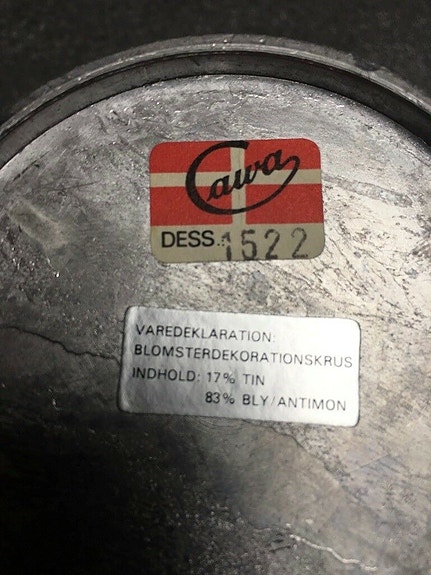 Cawa
DESS.: 1522
VAREDEKLARATION:
BLOMSTERDEKORATIONSKRUS
INDHOLD: 17% TIN
83% BLY/ANTIMON